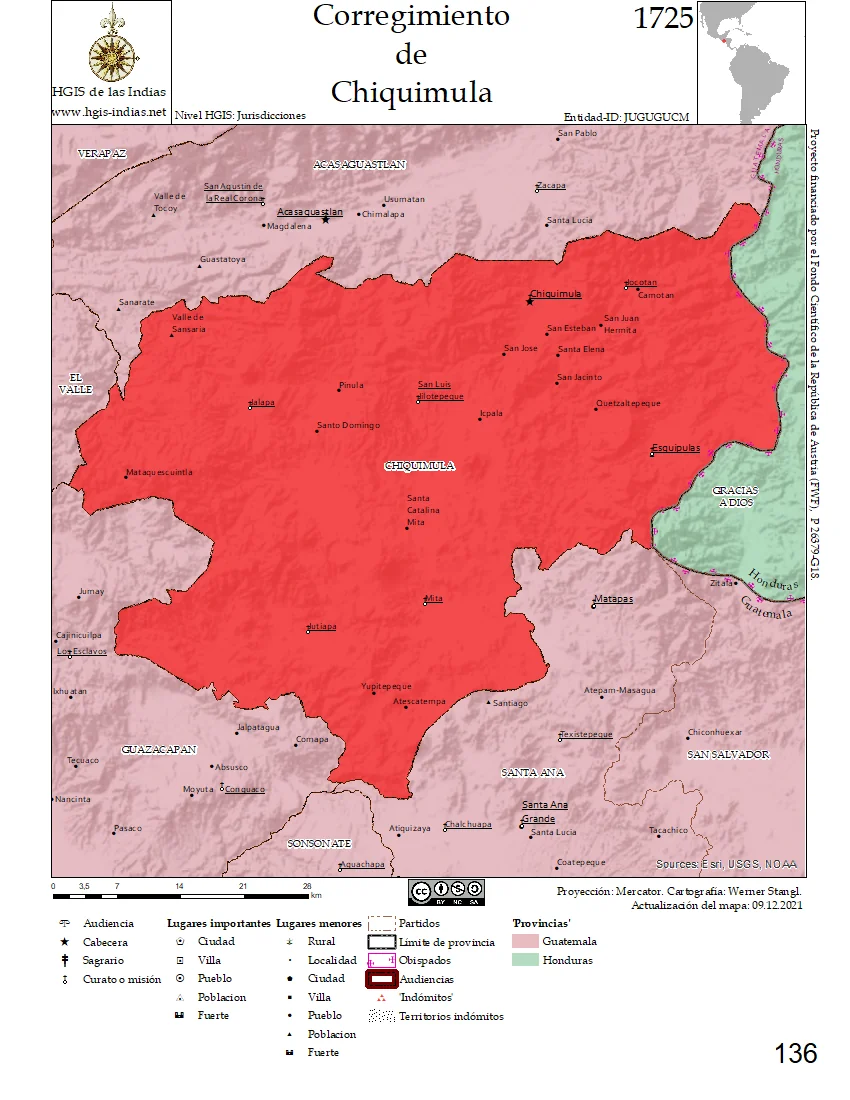 Corregimiento
de
Chiquimula
1725
HGIS de las Indias
www.hgis-indias.net
Nivel HGIS: Jurisdicciones
Entidad-ID: JUGUGUCM
San Pablo
VERAPAZ
ACASAGUASTLAN
GUATEMALA
HONDURAS
San Agustin de
la Real Corona
Zacapa
Valle de
Tocoy
Usumatan
Acasaguastlan
Chimalapa
Magdalena
Santa Lucia
Guastatoya
Jocotan
Camotan
Chiquimula
Sanarate
Valle de
Sansaria
San Juan
Hermita
San Esteban
San Jose
Santa Elena
EL
VALLE
Pinula
San Luis
Jilotepeque
San Jacinto
Jalapa
Quetzaltepeque
Icpala
Santo Domingo
Esquipulas
CHIQUIMULA
Mataquescuintla
GRACIAS
A DIOS
Santa
Catalina
Mita
Zitala
Honduras
Guatemala
Jumay
Mita
Matapas
Jutiapa
Cajinicuilpa
Los Esclavos
Ixhuatan
Yupitepeque
Atescatempa
Santiago
Atepam-Masagua
Jalpatagua
Comapa
Texistepeque
Chiconhuexar
GUAZACAPAN
SAN SALVADOR
Tecuaco
Absusco
SANTA ANA
Moyuta
Conguaco
Nancinta
Santa Ana
Grande
Pasaco
Atiquizaya
Chalchuapa
Santa Lucia
Tacachico
SONSONATE
Aguachapa
Coatepeque
Sources: Esri, USGS, NOAA
Proyecto financiado por el Fondo Científico de la República de Austria (FWF), P 26379-G18
0 3,5 7 14 21 28
km
BY NC SA
Proyección: Mercator. Cartografía: Werner Stangl.
Actualización del mapa: 09.12.2021
Audiencia
Cabecera
Sagrario
Curato o misión
Lugares importantes
Ciudad
Villa
Pueblo
Poblacion
Fuerte
Lugares menores
Rural
Localidad
Ciudad
Villa
Pueblo
Poblacion
Fuerte
Partidos
Límite de provincia
Obispados
Audiencias
'Indómitos'
Territorios indómitos
'Provincias'
Guatemala
Honduras
136